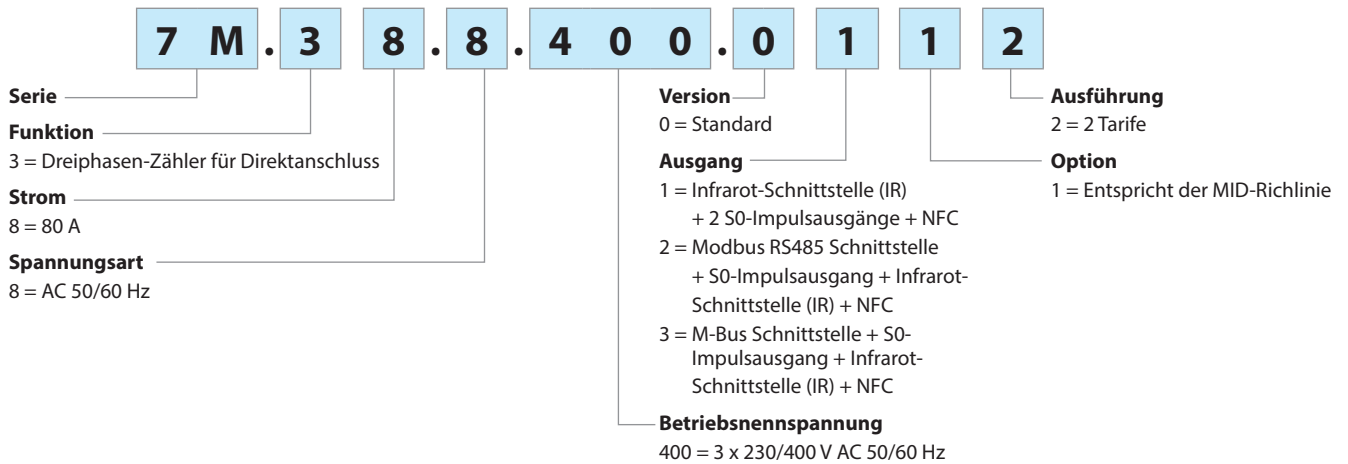 7 M . 3 8 . 8 . 4 0 0 . 0 1 1 2
Serie
Funktion
3 = Dreiphasen-Zähler für Direktanschluss
Strom
8 = 80 A
Spannungsart
8 = AC 50/60 Hz
Version
0 = Standard
Ausgang
1 = Infrarot-Schnittstelle (IR)
+ 2 S0-Impulsausgänge + NFC
2 = Modbus RS485 Schnittstelle
+ S0-Impulsausgang + Infrarot-
Schnittstelle (IR) + NFC
3 = M-Bus Schnittstelle + S0-
Impulsausgang + Infrarot-
Schnittstelle (IR) + NFC
Betriebsnennspannung
400 = 3 x 230/400 V AC 50/60 Hz
Ausführung
2 = 2 Tarife
Option
1 = Entspricht der MID-Richlinie